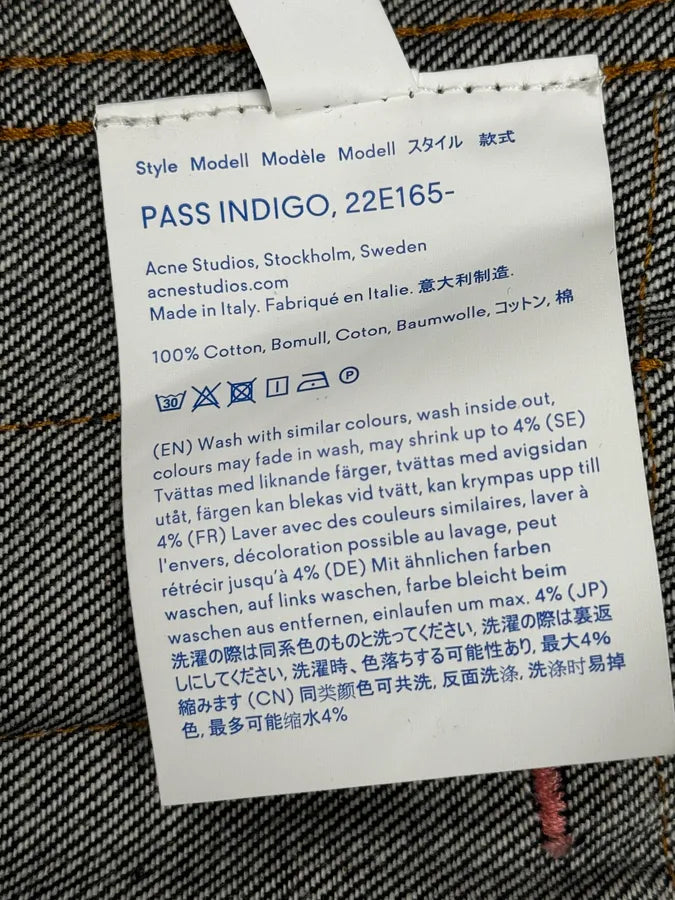 Style Modell Modèle Modell スタイル 款式
PASS INDIGO, 22E165-
Acne Studios, Stockholm, Sweden
acnestudios.com
Made in Italy. Fabriqué en Italie. 意大利制造.
100% Cotton, Bomull, Coton, Baumwolle, コットン, 棉
30 P
(EN) Wash with similar colours, wash inside out,
colours may fade in wash, may shrink up to 4% (SE)
Tvättas med liknande färger, tvättas med avigsidan
utåt, färgen kan blekas vid tvätt, kan krympas upp till
4% (FR) Laver avec des couleurs similaires, laver à
l'envers, décoloration possible au lavage, peut
rétrécir jusqu'à 4% (DE) Mit ähnlichen farben
waschen, auf links waschen, farbe bleicht beim
waschen aus entfernen, einlaufen um max. 4% (JP)
洗濯の際は同系色のものと洗ってください, 洗濯の際は裏返
しにしてください, 洗濯時、色落ちする可能性あり, 最大4%
縮みます (CN) 同类颜色可共洗, 反面洗涤, 洗涤时易掉
色, 最多可能缩水4%